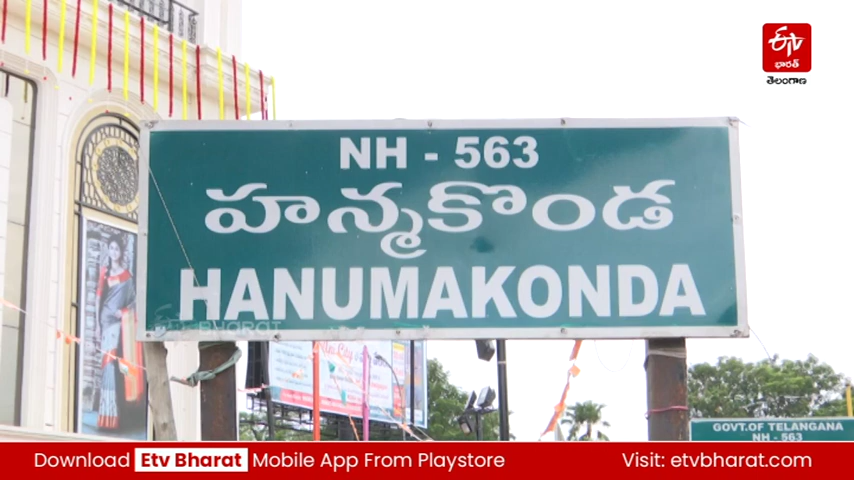 etv
భారత్
తెలంగాణ
NH - 563
హన్మకొండ
HANUMAKONDA
BHARAT
GOVT.OF TELANGANA
NH - 563
Download Etv Bharat Mobile App From Playstore
Visit: etvbharat.com